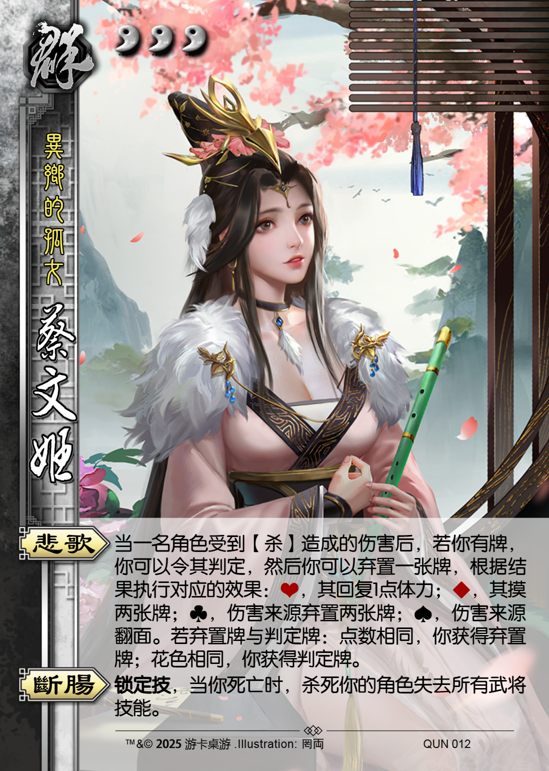 群
異鄉的孤女
蔡文姬
悲歌
当一名角色受到【杀】造成的伤害后，若你有牌，
你可以令其判定，然后你可以弃置一张牌，根据结
果执行对应的效果：♥，其回复1点体力；♦，其摸
两张牌；♣，伤害来源弃置两张牌；♠，伤害来源
翻面。若弃置牌与判定牌：点数相同，你获得弃置
牌；花色相同，你获得判定牌。
斷腸
锁定技，当你死亡时，杀死你的角色失去所有武将
技能。
™&© 2025 游卡桌游 .Illustration: 罔両
QUN 012